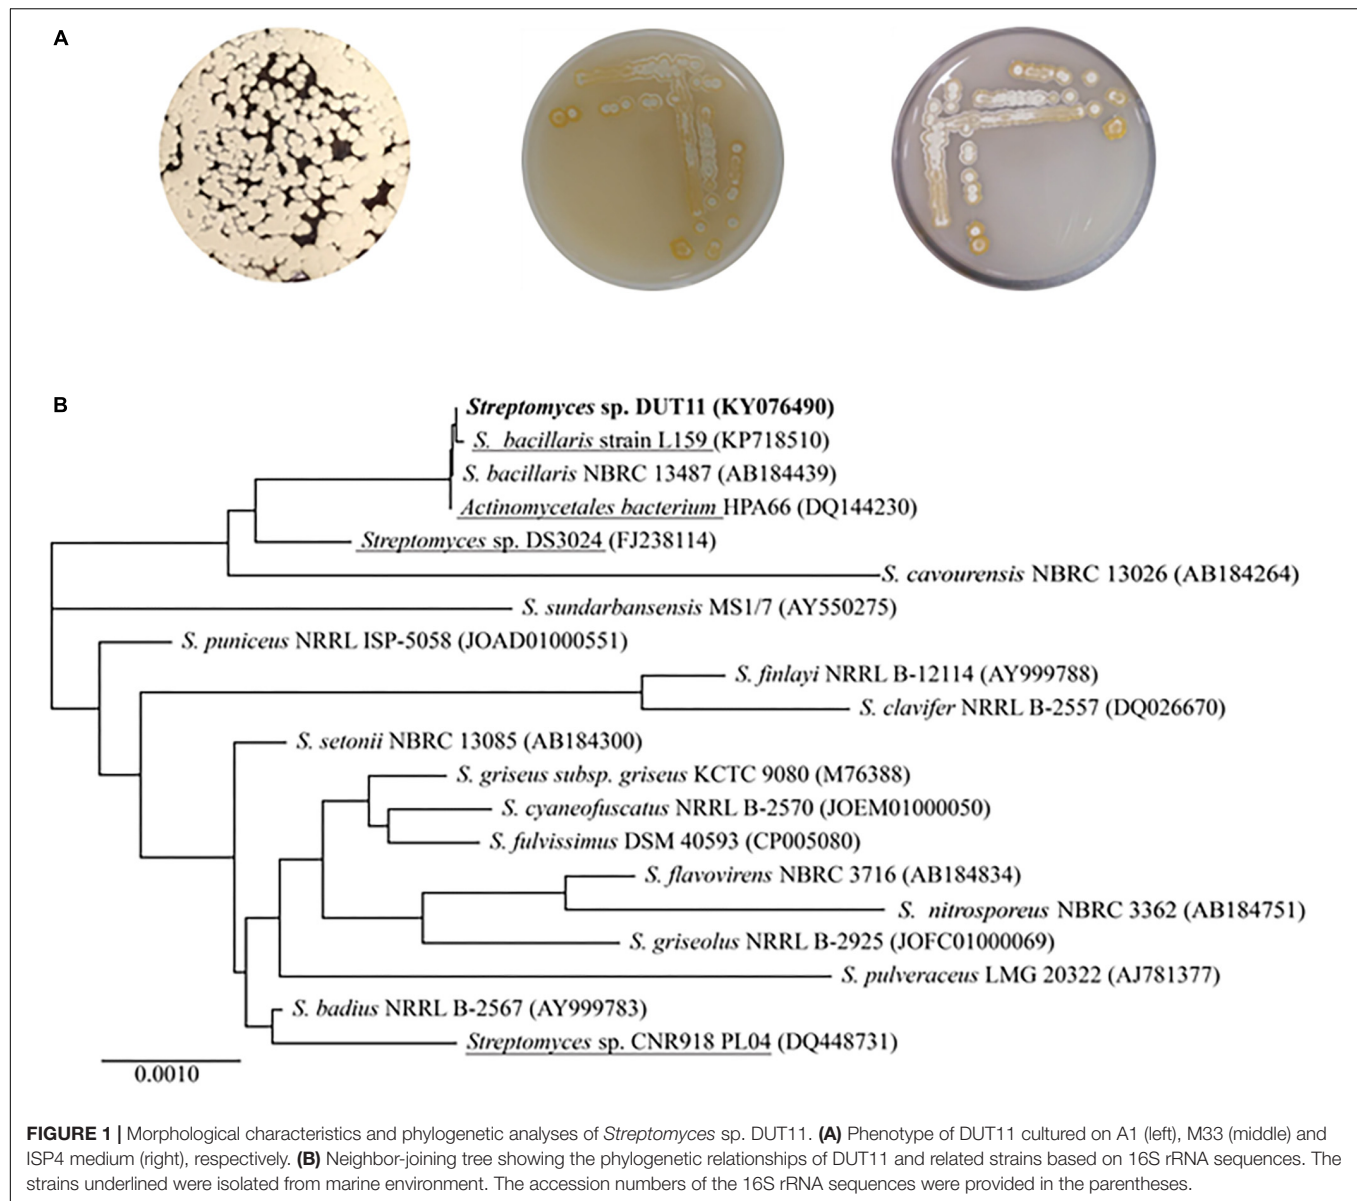 A
B
Streptomyces sp. DUT11 (KY076490)
S. bacillaris strain L159 (KP718510)
S. bacillaris NBRC 13487 (AB184439)
Actinomycetales bacterium HPA66 (DQ144230)
Streptomyces sp. DS3024 (FJ238114)
S. cavourensis NBRC 13026 (AB184264)
S. sundarbansensis MS1/7 (AY550275)
S. puniceus NRRL ISP-5058 (JOAD01000551)
S. finlayi NRRL B-12114 (AY999788)
S. clavifer NRRL B-2557 (DQ026670)
S. setonii NBRC 13085 (AB184300)
S. griseus subsp. griseus KCTC 9080 (M76388)
S. cyaneofuscatus NRRL B-2570 (JOEM01000050)
S. fulvissimus DSM 40593 (CP005080)
S. flavovirens NBRC 3716 (AB184834)
S. nitrosporeus NBRC 3362 (AB184751)
S. griseolus NRRL B-2925 (JOFC01000069)
S. pulveraceus LMG 20322 (AJ781377)
S. badius NRRL B-2567 (AY999783)
Streptomyces sp. CNR918 PL04 (DQ448731)
0.0010
FIGURE 1 | Morphological characteristics and phylogenetic analyses of Streptomyces sp. DUT11. (A) Phenotype of DUT11 cultured on A1 (left), M33 (middle) and
ISP4 medium (right), respectively. (B) Neighbor-joining tree showing the phylogenetic relationships of DUT11 and related strains based on 16S rRNA sequences. The
strains underlined were isolated from marine environment. The accession numbers of the 16S rRNA sequences were provided in the parentheses.